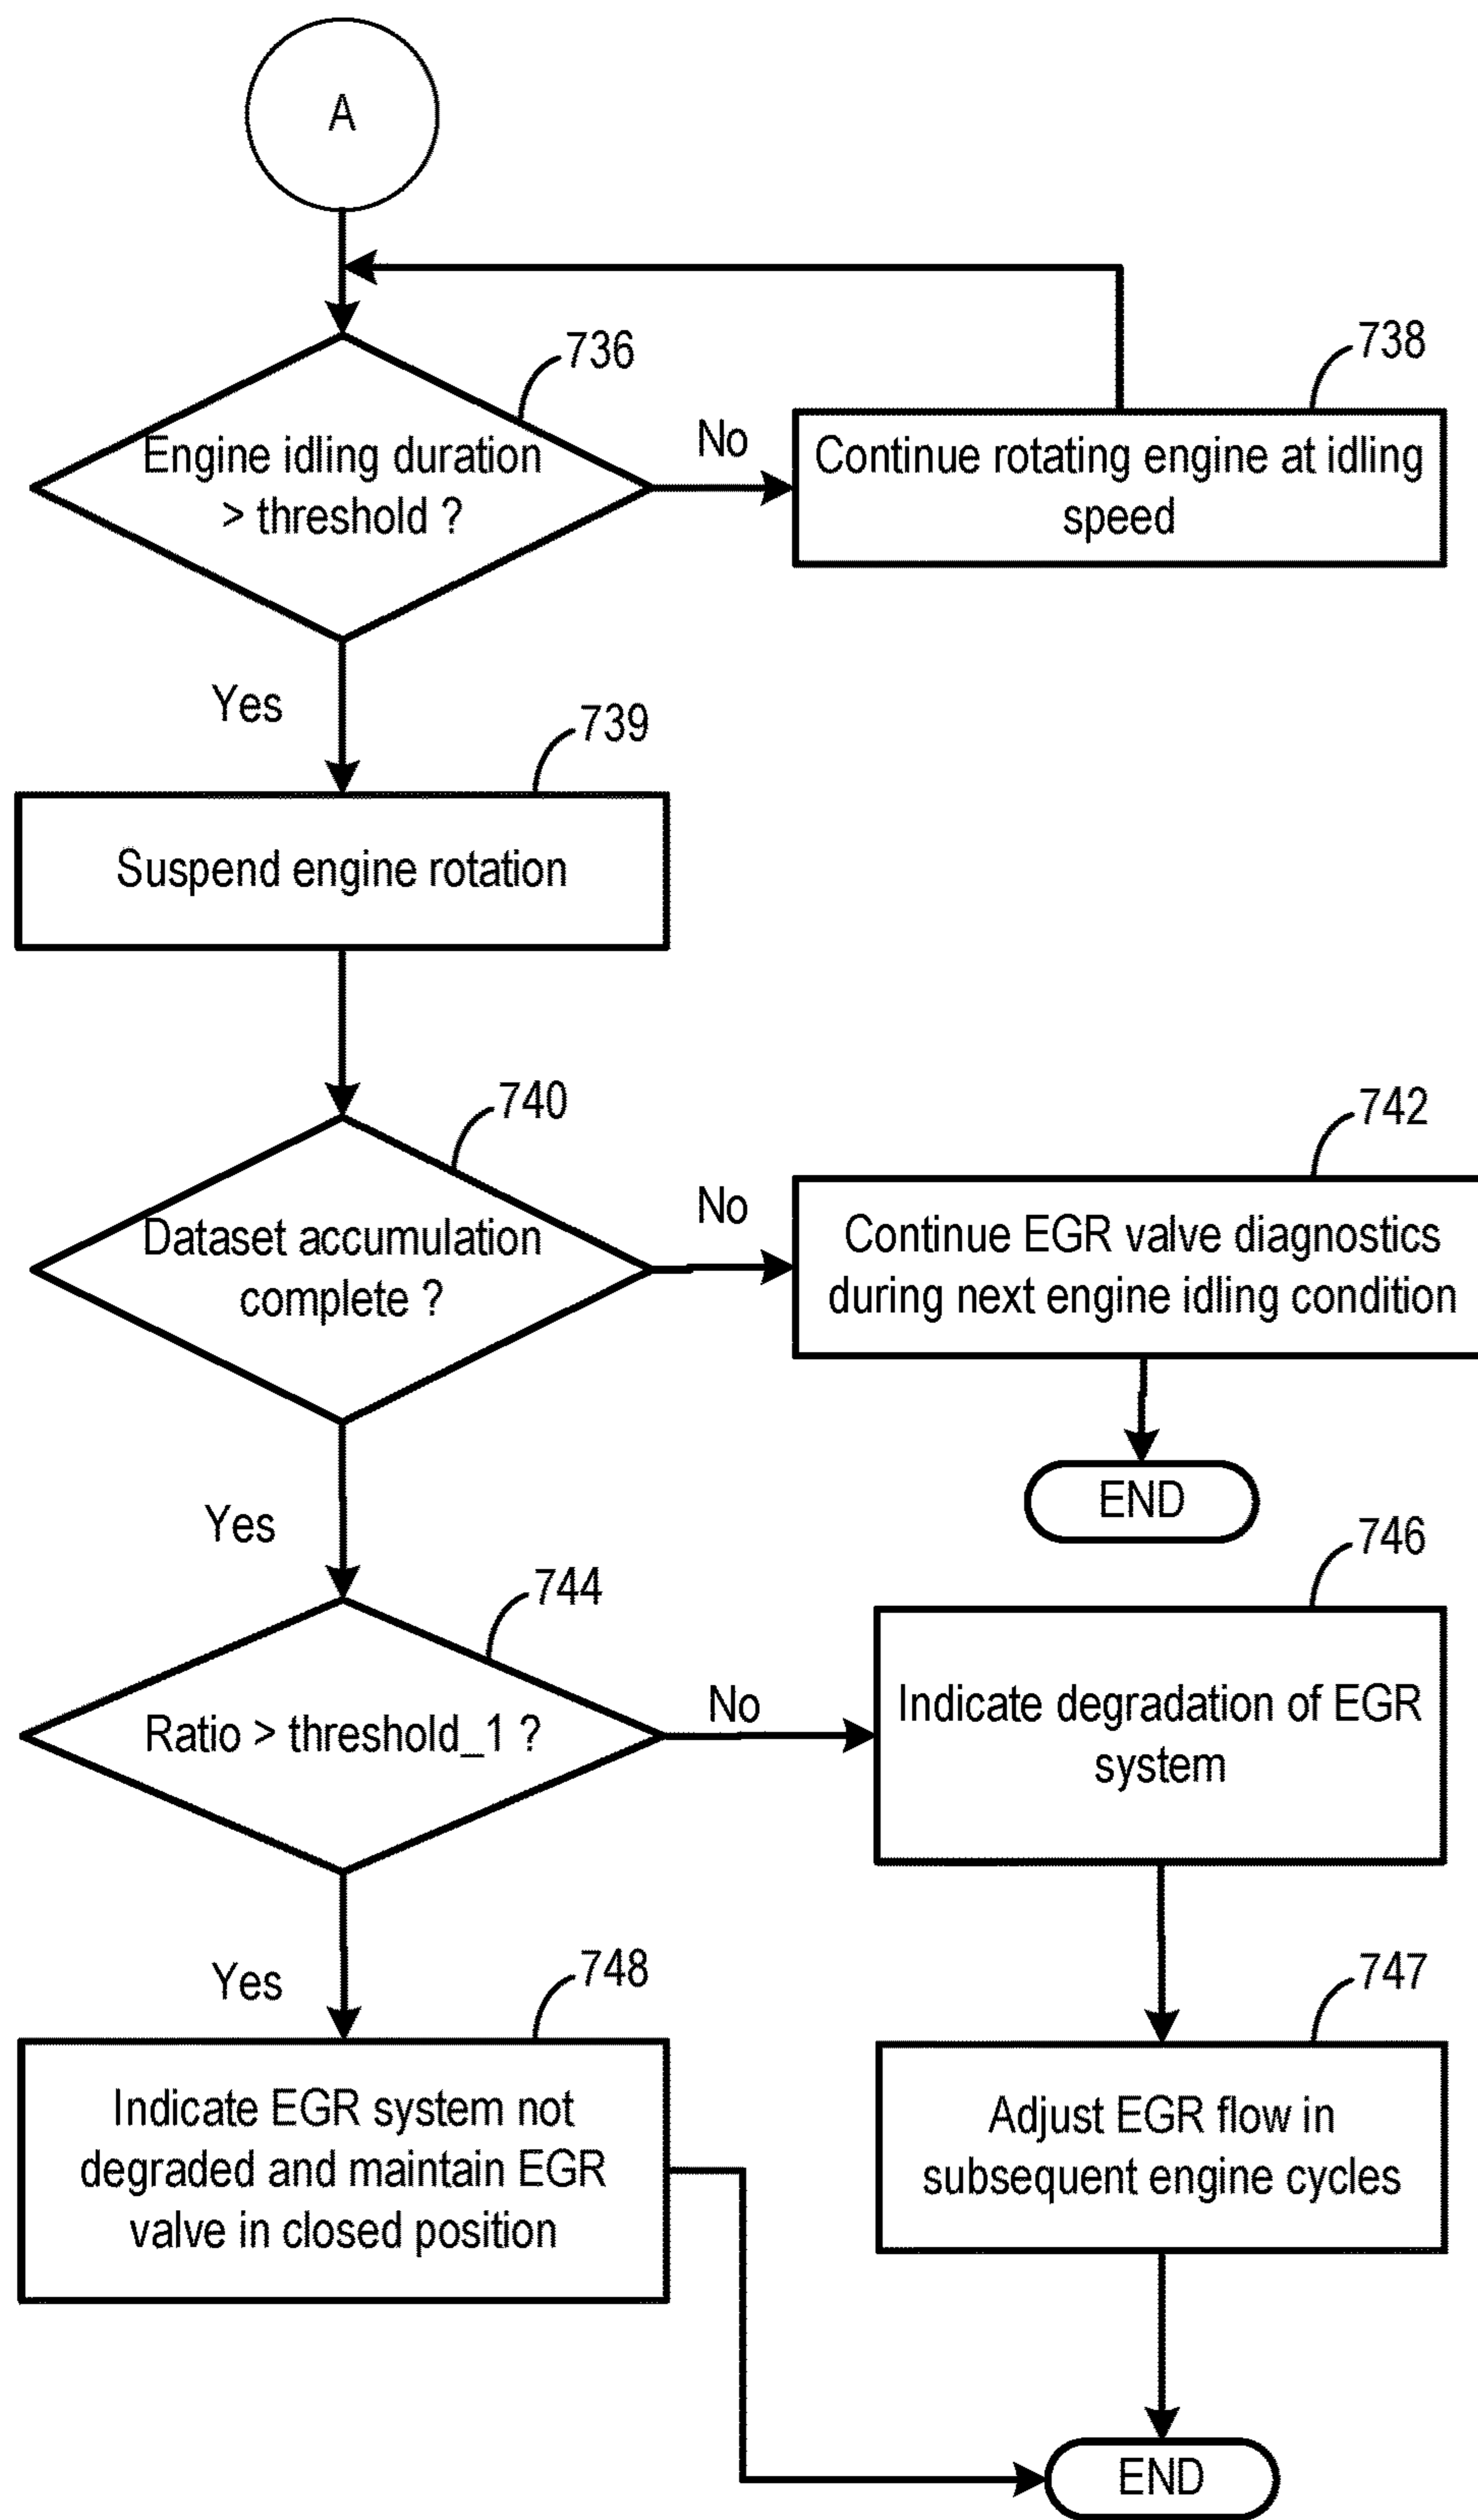 A
736
Engine idling duration
> threshold ?
No
738
Continue rotating engine at idling
speed
Yes
739
Suspend engine rotation
740
Dataset accumulation
complete ?
No
742
Continue EGR valve diagnostics
during next engine idling condition
END
Yes
744
Ratio > threshold_1 ?
No
746
Indicate degradation of EGR
system
Yes
748
Indicate EGR system not
degraded and maintain EGR
valve in closed position
747
Adjust EGR flow in
subsequent engine cycles
END